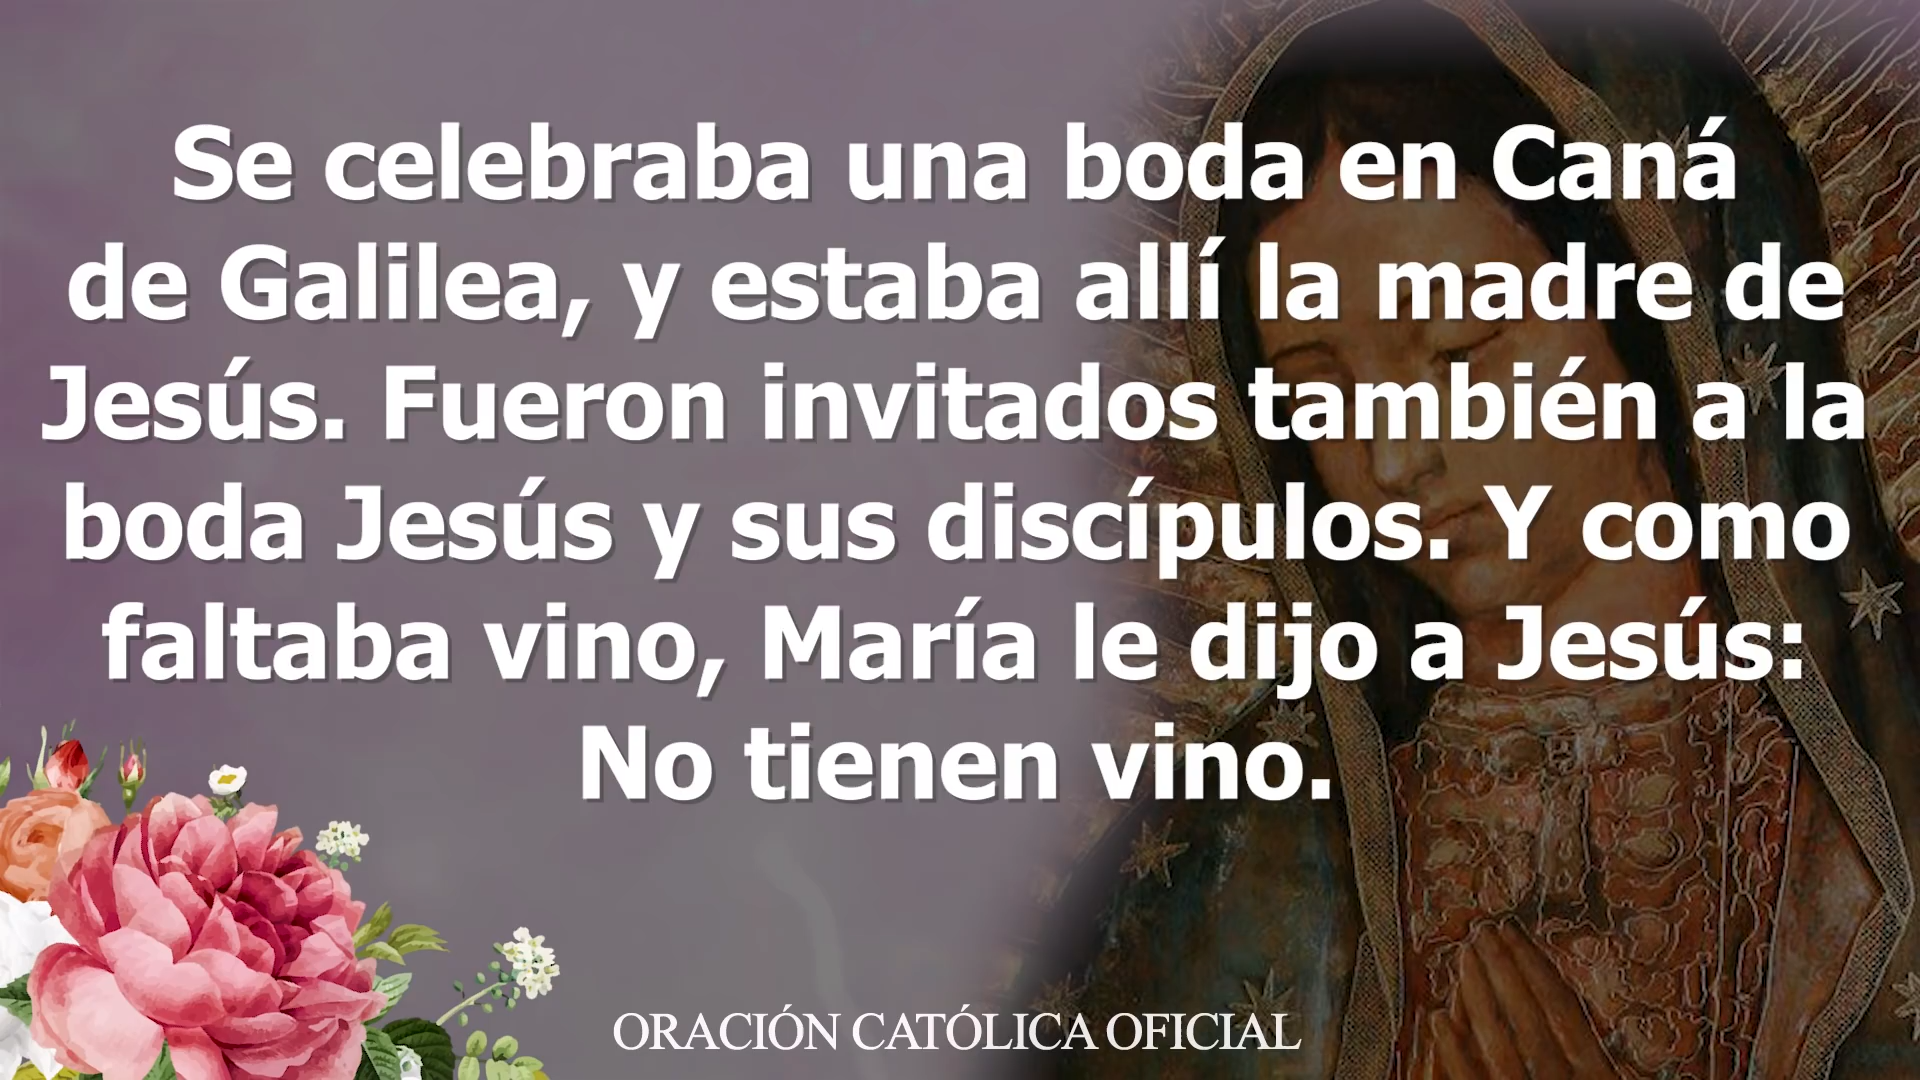 Se celebraba una boda en Caná
de Galilea, y estaba allí la madre de
Jesús. Fueron invitados también a la
boda Jesús y sus discípulos. Y como
faltaba vino, María le dijo a Jesús:
No tienen vino.
ORACIÓN CATÓLICA OFICIAL